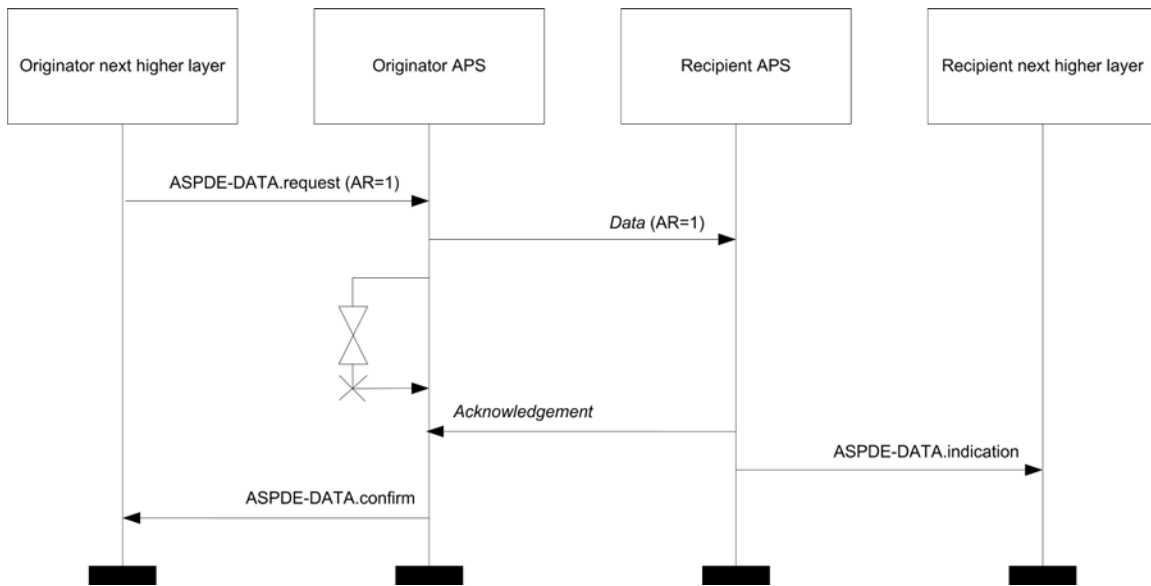 Originator next higher layer
Originator APS
Recipient APS
Recipient next higher layer
ASPDE-DATA.request (AR=1)
Data (AR=1)
Acknowledgement
ASPDE-DATA.indication
ASPDE-DATA.confirm